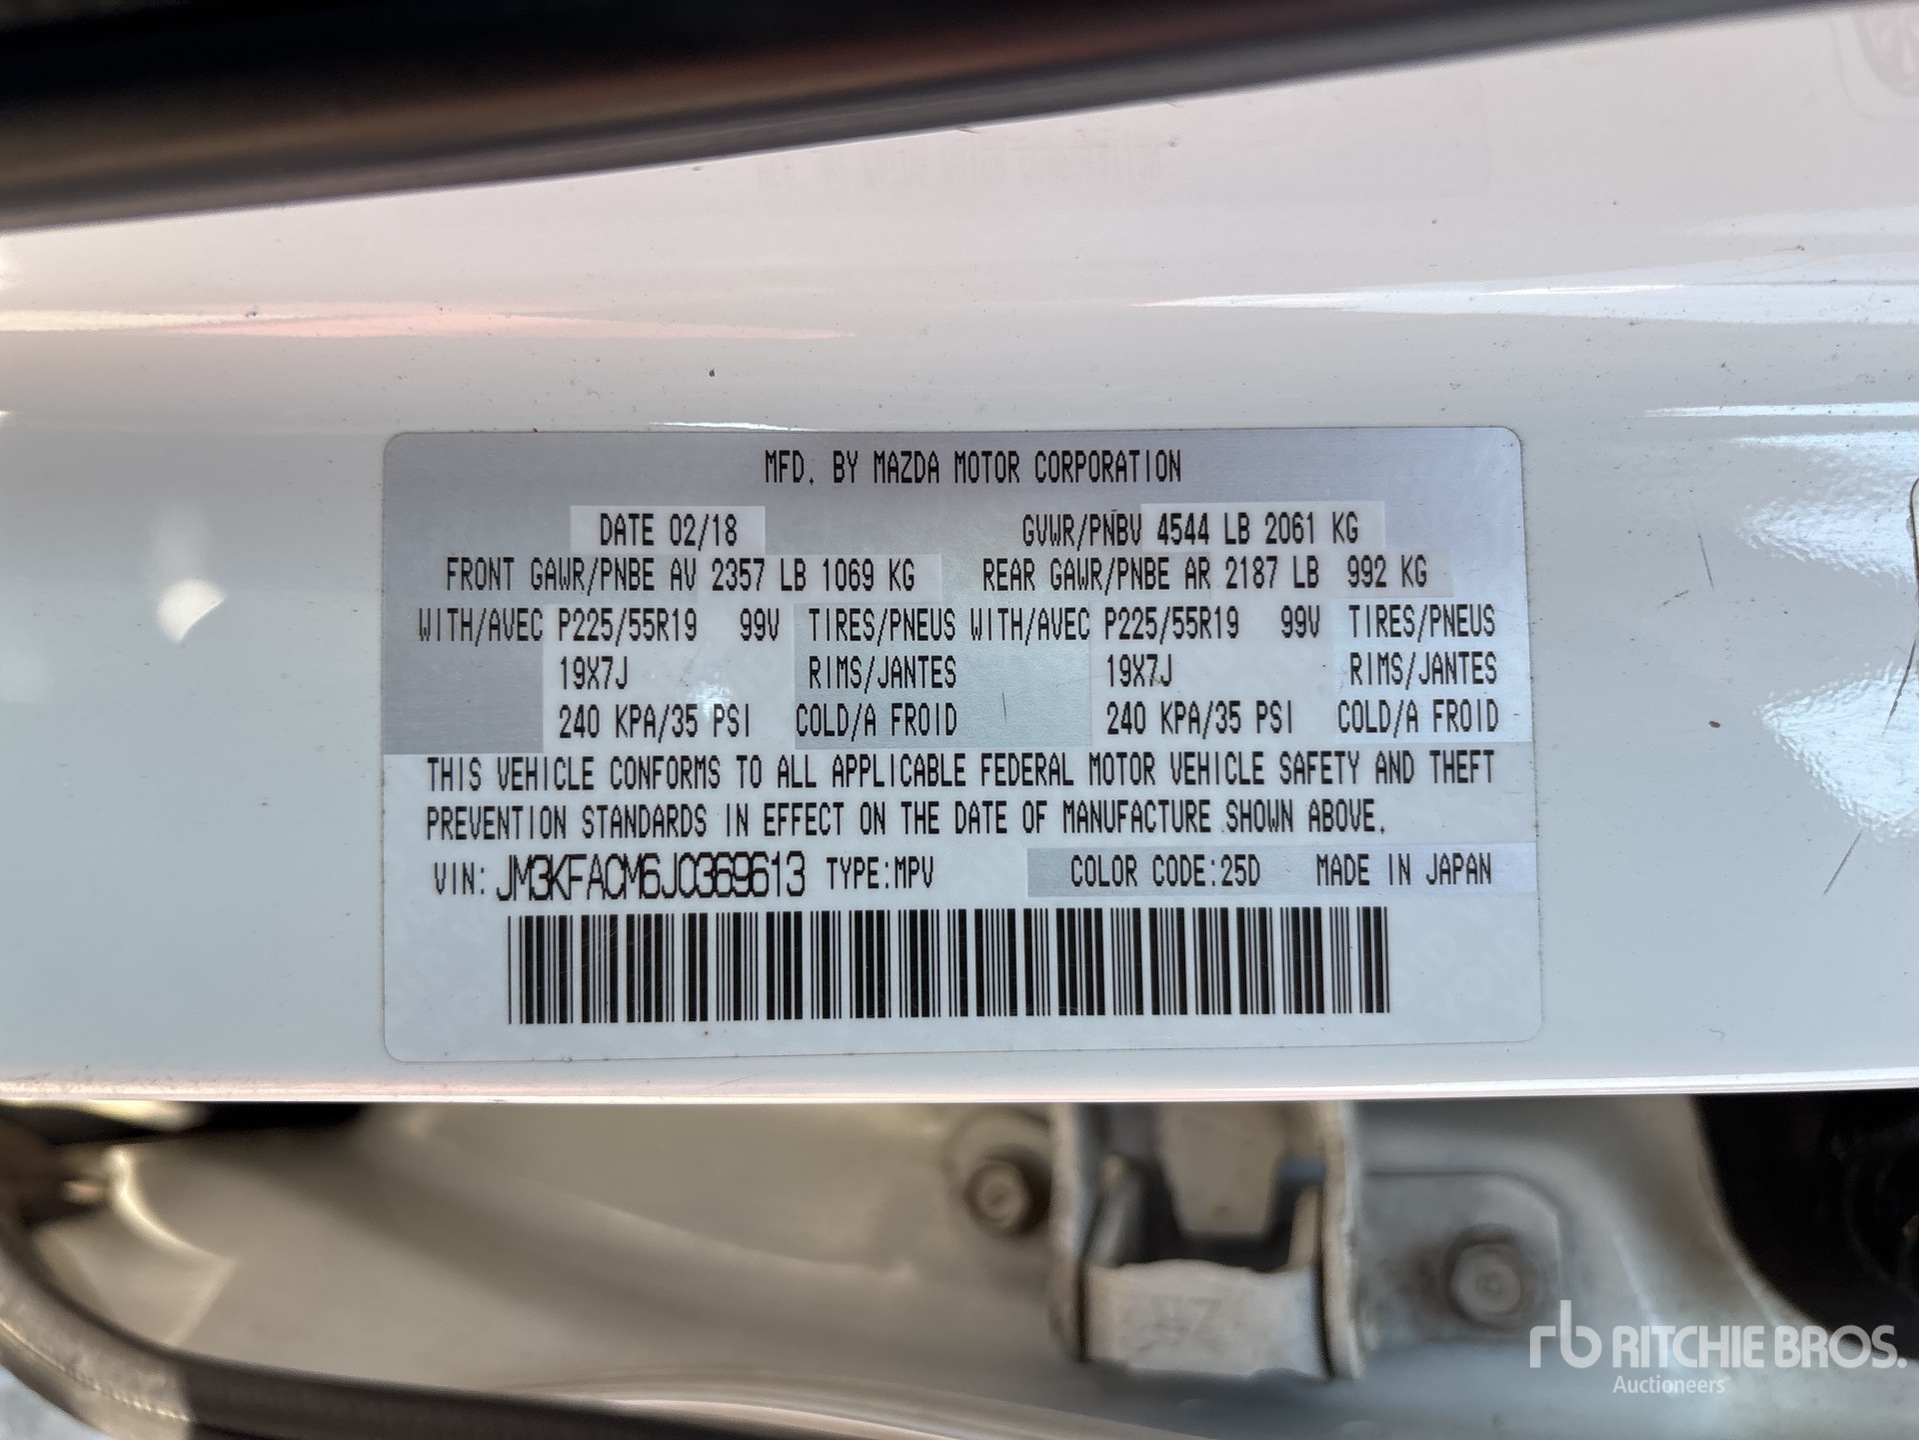 MFD. BY MAZDA MOTOR CORPORATION
DATE 02/18 GVWR/PNBV 4544 LB 2061 KG
FRONT GAWR/PNBE AV 2357 LB 1069 KG REAR GAWR/PNBE AR 2187 LB 992 KG
WITH/AVEC P225/55R19 99V TIRES/PNEUS WITH/AVEC P225/55R19 99V TIRES/PNEUS
19X7J RIMS/JANTES 19X7J RIMS/JANTES
240 KPA/35 PSI COLD/A FROID 240 KPA/35 PSI COLD/A FROID
THIS VEHICLE CONFORMS TO ALL APPLICABLE FEDERAL MOTOR VEHICLE SAFETY AND THEFT
PREVENTION STANDARDS IN EFFECT ON THE DATE OF MANUFACTURE SHOWN ABOVE.
VIN: JM3KFACM6J0369613 TYPE:MPV COLOR CODE:25D MADE IN JAPAN
rb RITCHIE BROS.
Auctioneers